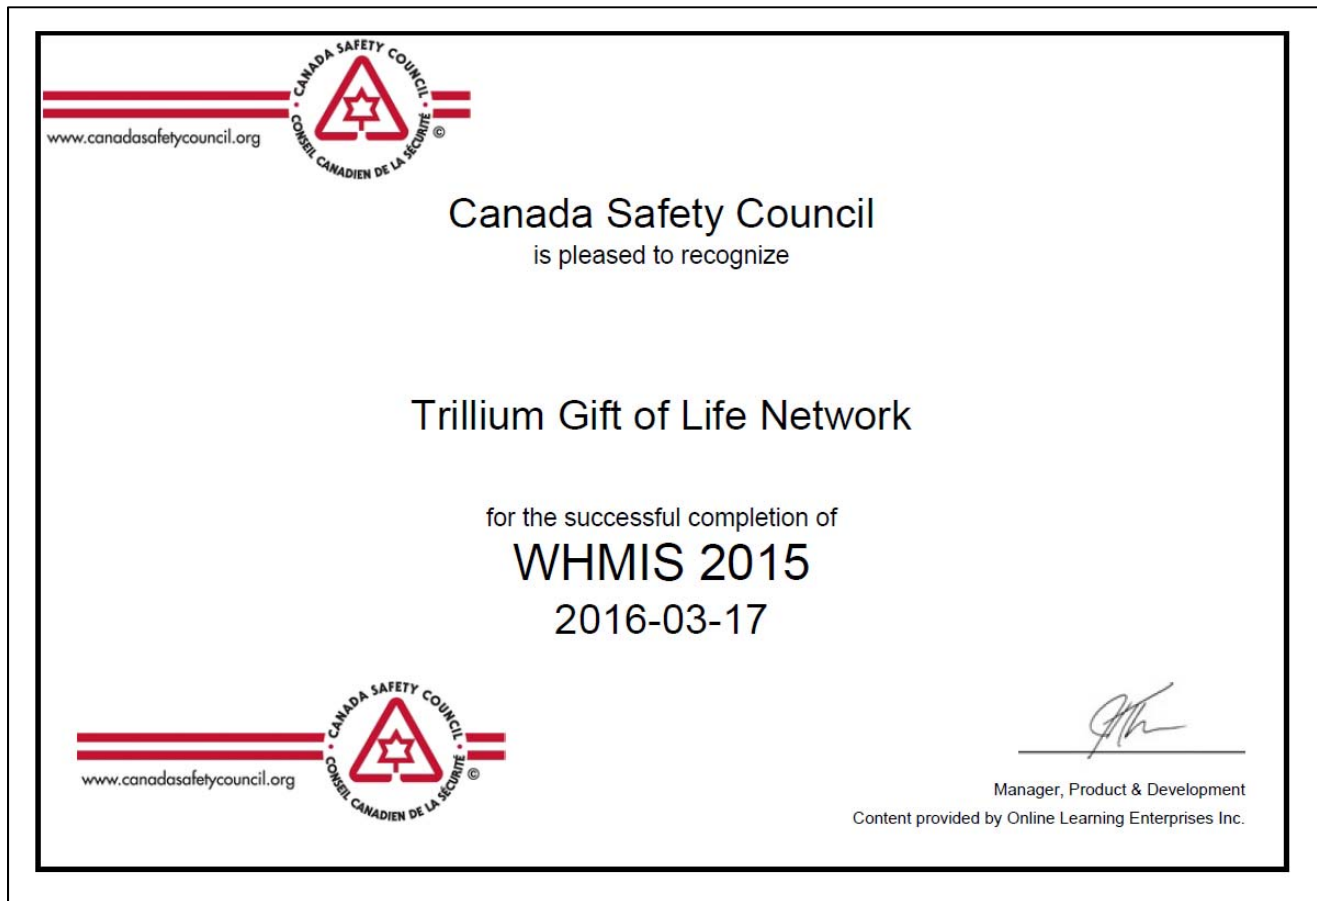 CANADA SAFETY COUNCIL
CONSEIL CANADIEN DE LA SÉCURITÉ
©
www.canadasafetycouncil.org
Canada Safety Council
is pleased to recognize
Trillium Gift of Life Network
for the successful completion of
WHMIS 2015
2016-03-17
CANADA SAFETY COUNCIL
CONSEIL CANADIEN DE LA SÉCURITÉ
©
www.canadasafetycouncil.org
Manager, Product & Development
Content provided by Online Learning Enterprises Inc.